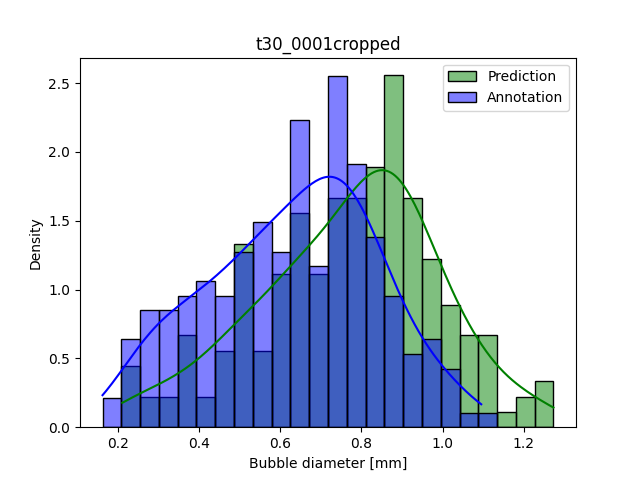 t30_0001cropped
Prediction
Annotation
Density
2.5
2.0
1.5
1.0
0.5
0.0
0.2 0.4 0.6 0.8 1.0 1.2
Bubble diameter [mm]